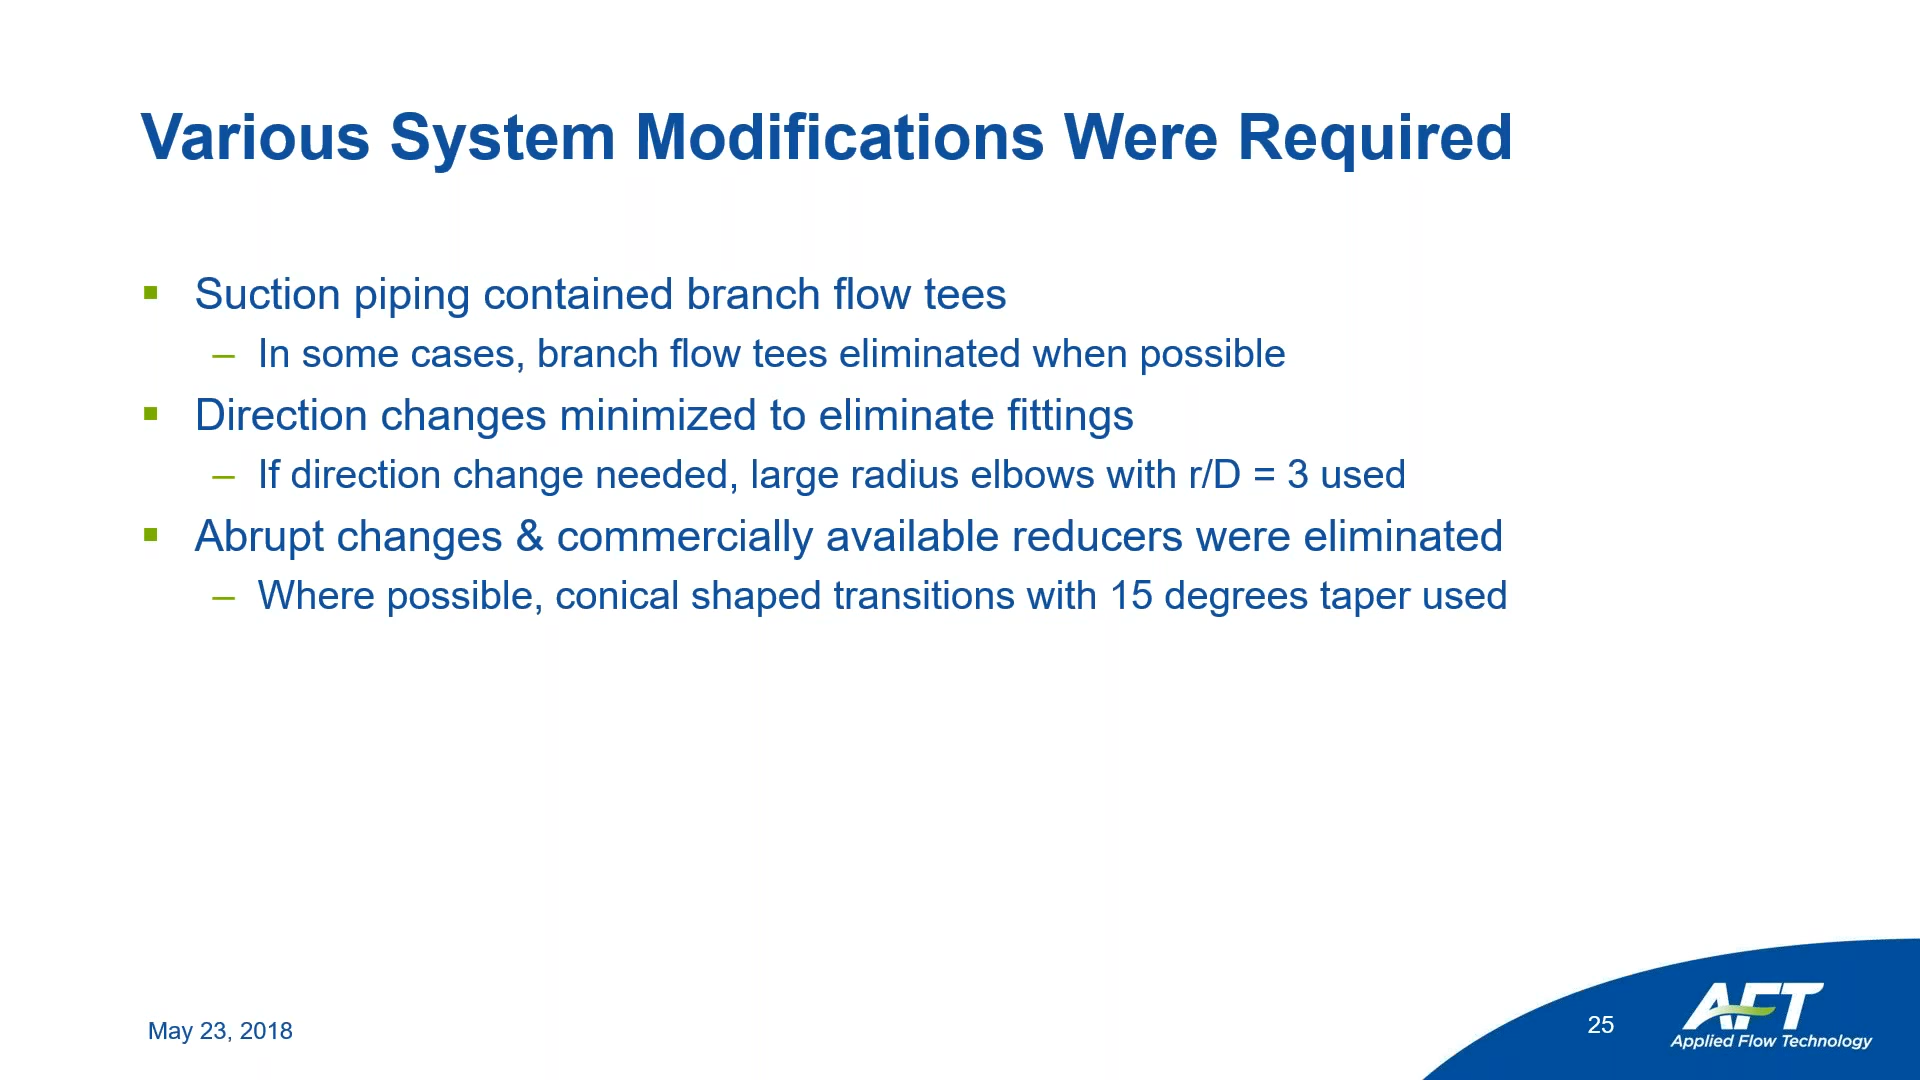 Various System Modifications Were Required
▪ Suction piping contained branch flow tees
– In some cases, branch flow tees eliminated when possible
▪ Direction changes minimized to eliminate fittings
– If direction change needed, large radius elbows with r/D = 3 used
▪ Abrupt changes & commercially available reducers were eliminated
– Where possible, conical shaped transitions with 15 degrees taper used
May 23, 2018
25
AFT
Applied Flow Technology